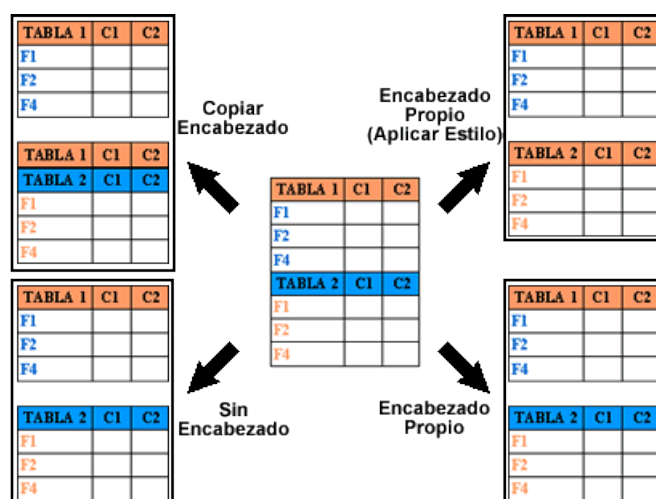 TABLA 1 C1 C2
F1
F2
F4
TABLA 1 C1 C2
TABLA 2 C1 C2
F1
F2
F4
Copiar
Encabezado
Encabezado
Propio
(Aplicar Estilo)
TABLA 1 C1 C2
F1
F2
F4
TABLA 2 C1 C2
F1
F2
F4
TABLA 1 C1 C2
F1
F2
F4
TABLA 2 C1 C2
F1
F2
F4
TABLA 1 C1 C2
F1
F2
F4
TABLA 2 C1 C2
F1
F2
F4
Sin
Encabezado
Encabezado
Propio
TABLA 1 C1 C2
F1
F2
F4
TABLA 2 C1 C2
F1
F2
F4